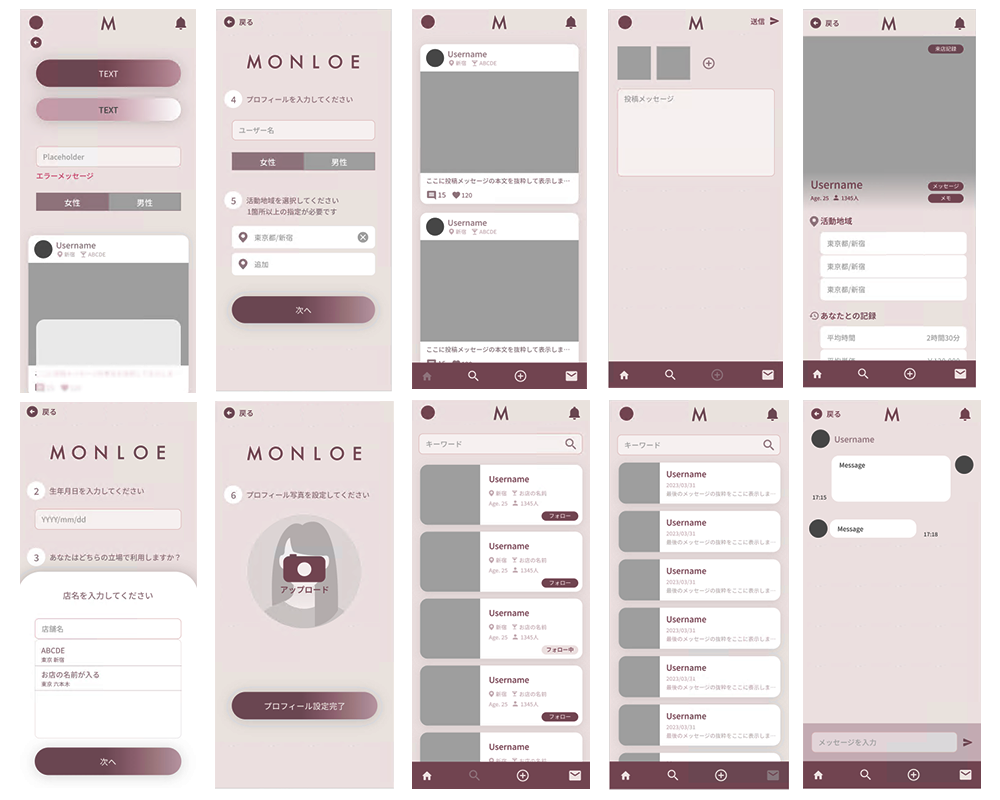 M
TEXT
TEXT
Placeholder
エラーメッセージ
女性 男性
Username
新宿 ABCDE
戻る
MONLOE
4 プロフィールを入力してください
ユーザー名
女性 男性
5 活動地域を選択してください
1箇所以上の指定が必要です
東京都/新宿
追加
次へ
M
Username
新宿 ABCDE
ここに投稿メッセージの本文を抜粋して表示しま…
15 120
Username
新宿 ABCDE
ここに投稿メッセージの本文を抜粋して表示しま…
M 送信
投稿メッセージ
戻る M
来店記録
Username メッセージ
Age. 25 1345人 メモ
活動地域
東京都/新宿
東京都/新宿
東京都/新宿
あなたとの記録
平均時間 2時間30分
戻る
MONLOE
2 生年月日を入力してください
YYYY/mm/dd
3 あなたはどちらの立場で利用しますか？
店名を入力してください
店舗名
ABCDE
東京 新宿
お店の名前が入る
東京 六本木
次へ
戻る
MONLOE
6 プロフィール写真を設定してください
アップロード
プロフィール設定完了
M
キーワード
Username
新宿 お店の名前
Age. 25 1345人
フォロー
Username
新宿 お店の名前
Age. 25 1345人
フォロー
Username
新宿 お店の名前
Age. 25 1345人
フォロー中
Username
新宿 お店の名前
Age. 25 1345人
フォロー
Username
新宿 お店の名前
M
キーワード
Username
2023/03/31
最後のメッセージの抜粋をここに表示しま…
Username
2023/03/31
最後のメッセージの抜粋をここに表示しま…
Username
2023/03/31
最後のメッセージの抜粋をここに表示しま…
Username
2023/03/31
最後のメッセージの抜粋をここに表示しま…
Username
2023/03/31
最後のメッセージの抜粋をここに表示しま…
Username
2023/03/31
最後のメッセージの抜粋をここに表示しま…
Username
戻る M
Username
Message
17:15
Message
17:18
メッセージを入力